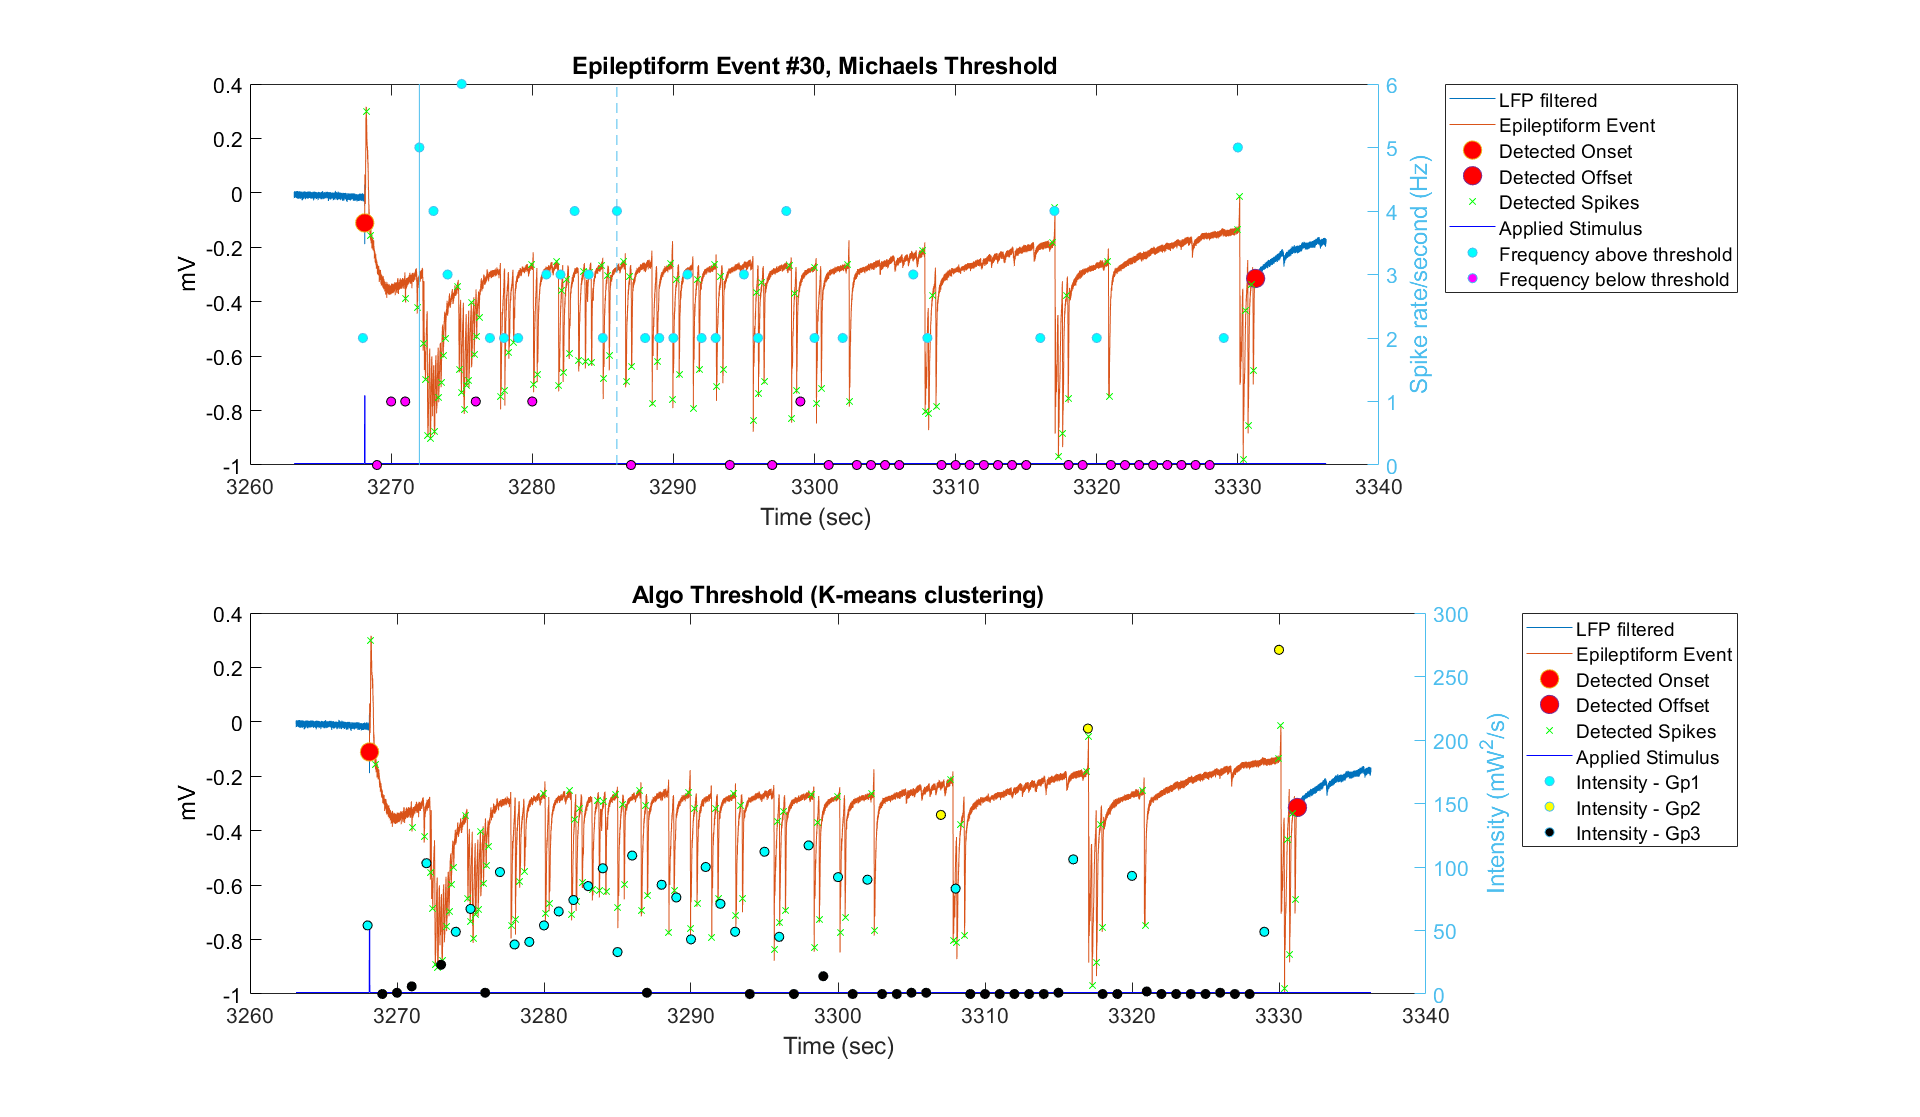 Epileptiform Event #30, Michaels Threshold
0.4
0.2
0
-0.2
-0.4
-0.6
-0.8
-1
mV
3260
3270
3280
3290
3300
3310
3320
3330
3340
Time (sec)
6
5
4
3
2
1
0
Spike rate/second (Hz)
LFP filtered
Epileptiform Event
Detected Onset
Detected Offset
Detected Spikes
Applied Stimulus
Frequency above threshold
Frequency below threshold
Algo Threshold (K-means clustering)
0.4
0.2
0
-0.2
-0.4
-0.6
-0.8
-1
mV
3260
3270
3280
3290
3300
3310
3320
3330
3340
Time (sec)
300
250
200
150
100
50
0
Intensity (mW²/s)
LFP filtered
Epileptiform Event
Detected Onset
Detected Offset
Detected Spikes
Applied Stimulus
Intensity - Gp1
Intensity - Gp2
Intensity - Gp3